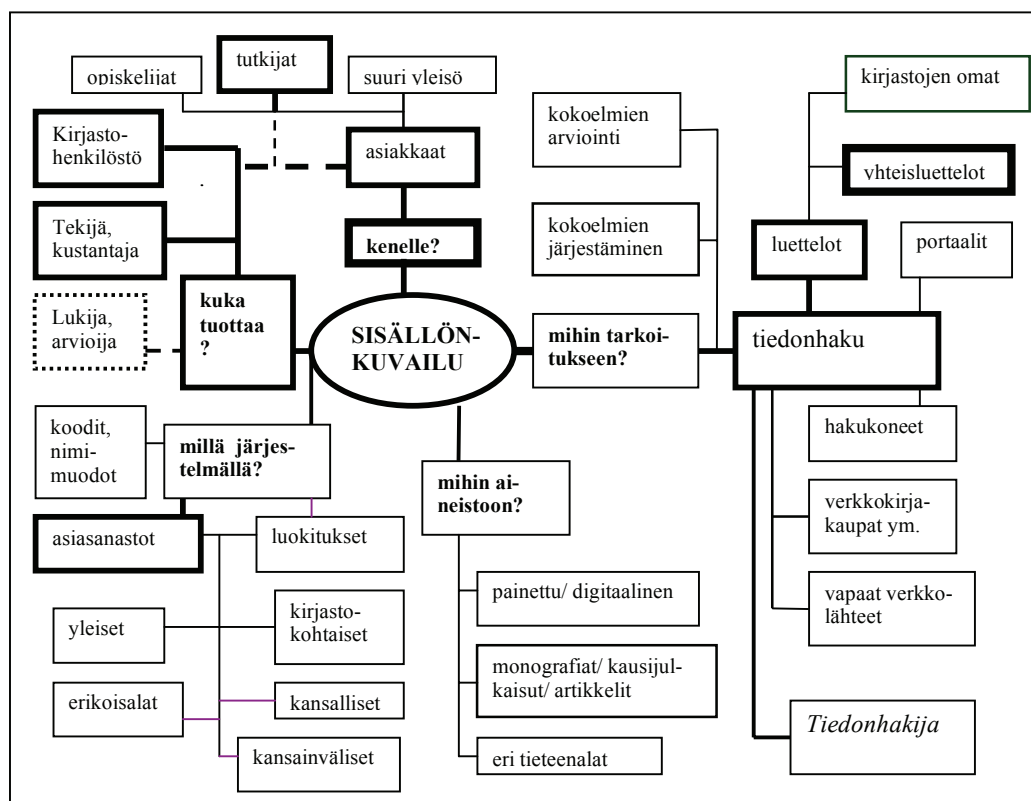 tutkijat
opiskelijat
suuri yleisö
kirjastojen omat
Kirjasto-
henkilöstö
asiakkaat
kokoelmien
arviointi
yhteisluettelot
Tekijä,
kustantaja
kenelle?
kokoelmien
järjestäminen
luettelot
portaalit
Lukija,
arvioija
kuka
tuottaa
?
SISÄLLÖN-
KUVAILU
mihin tarkoi-
tukseen?
tiedonhaku
koodit,
nimi-
muodot
millä järjes-
telmällä?
mihin ai-
neistoon?
hakukoneet
asiasanastot
luokitukset
verkkokirja-
kaupat ym.
yleiset
kirjasto-
kohtaiset
painettu/ digitaalinen
vapaat verkko-
lähteet
erikoisalat
kansalliset
monografiat/ kausijul-
kaisut/ artikkelit
kansainväliset
eri tieteenalat
Tiedonhakija